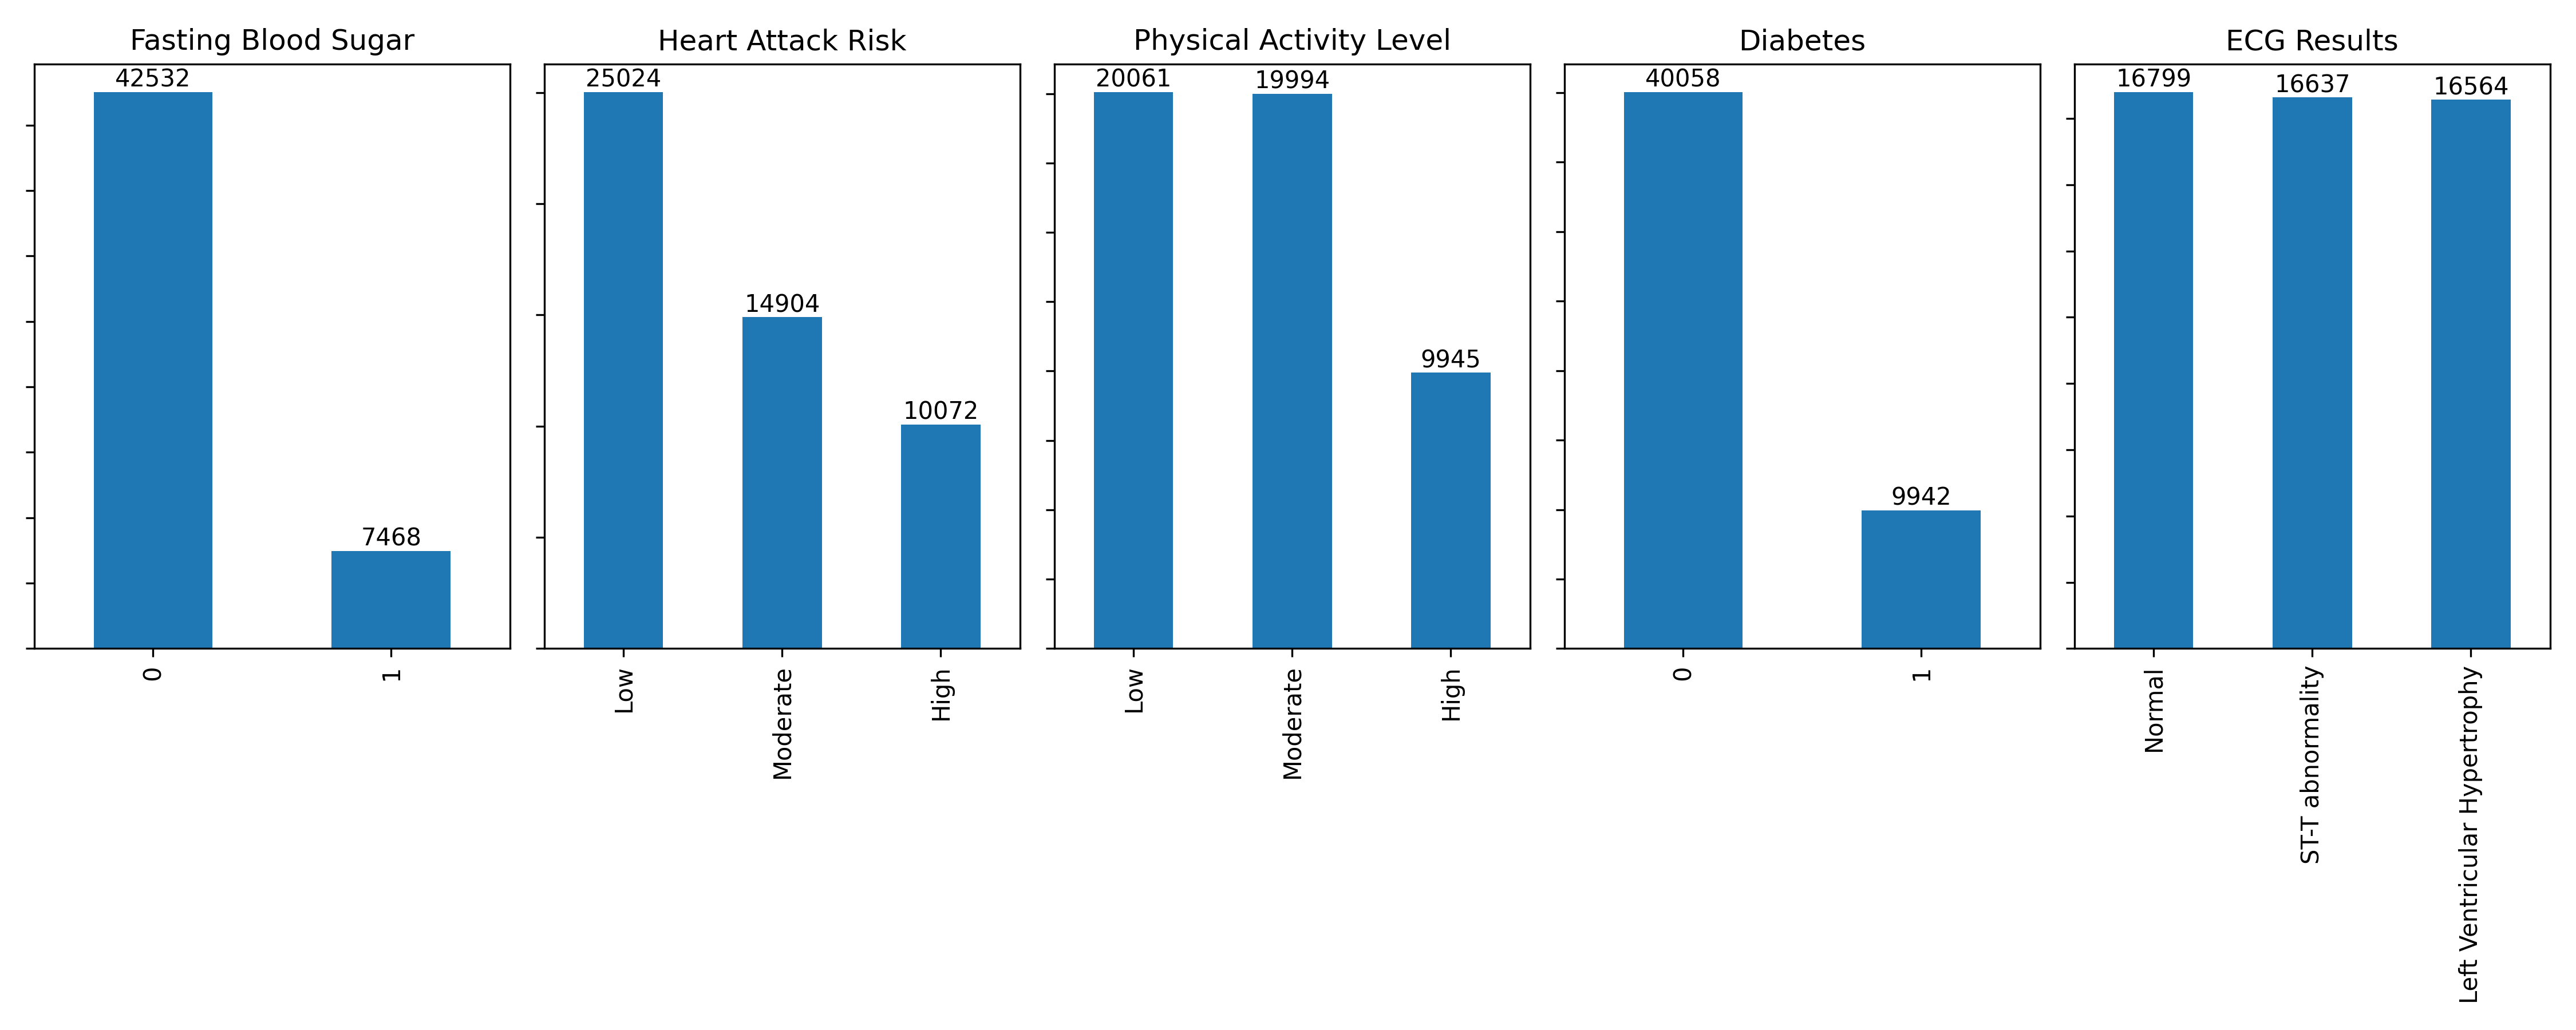 Fasting Blood Sugar
42532
7468
0
1
Heart Attack Risk
25024
14904
10072
Low
Moderate
High
Physical Activity Level
20061
19994
9945
Low
Moderate
High
Diabetes
40058
9942
0
1
ECG Results
16799
16637
16564
Normal
ST-T abnormality
Left Ventricular Hypertrophy